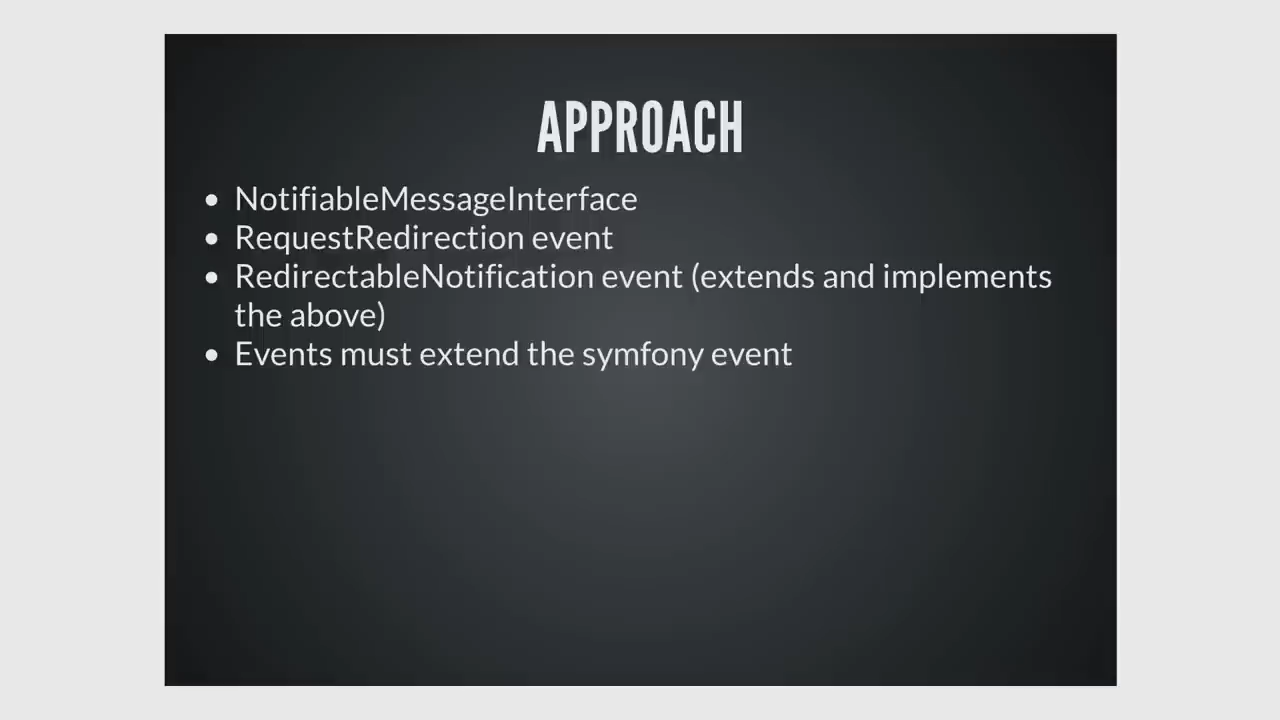 APPROACH
NotifiableMessageInterface
RequestRedirection event
RedirectableNotification event (extends and implements
the above)
Events must extend the symfony event